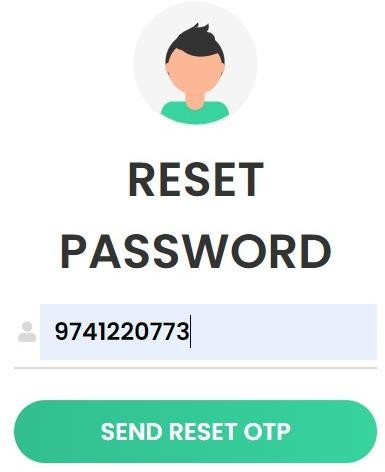 RESET
PASSWORD
9741220773
SEND RESET OTP